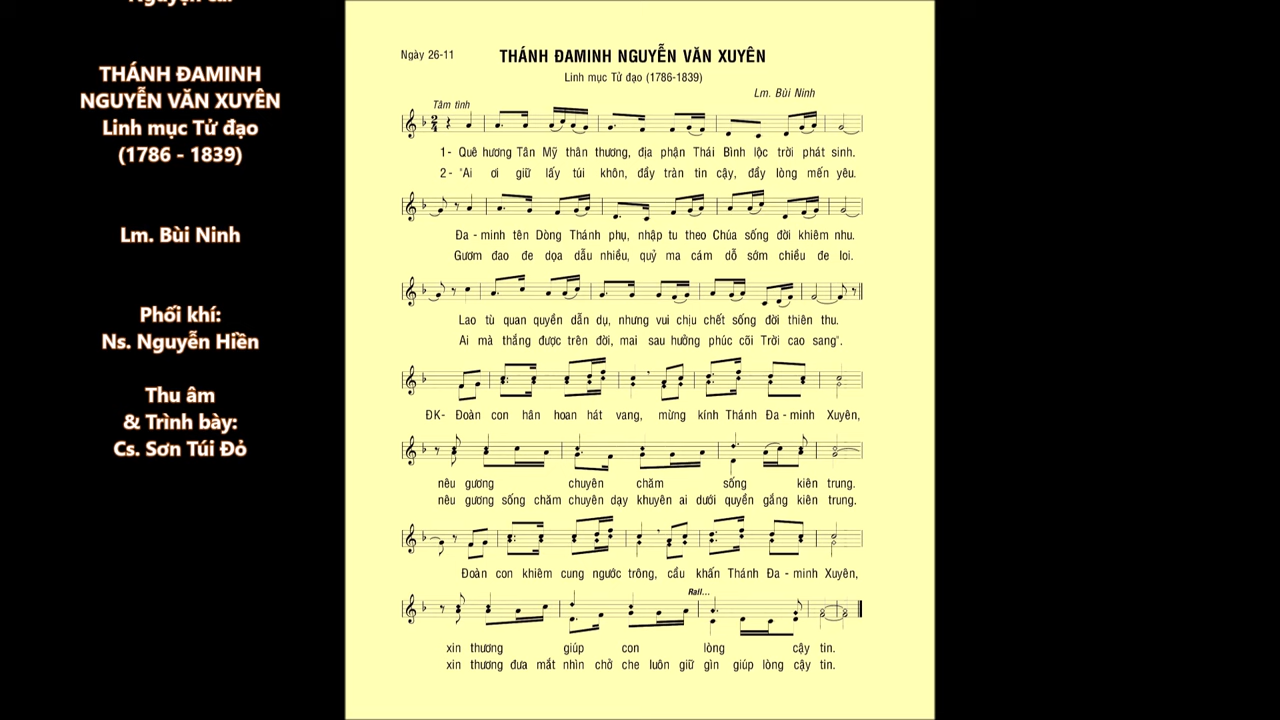 Nguyện cai
THÁNH ĐAMINH
NGUYỄN VĂN XUYÊN
Linh mục Tử đạo
(1786 - 1839)
Lm. Bùi Ninh
Phối khí:
Ns. Nguyễn Hiền
Thu âm
& Trình bày:
Cs. Sơn Túi Đỏ
Ngày 26-11
THÁNH ĐAMINH NGUYỄN VĂN XUYÊN
Linh mục Tử đạo (1786-1839)
Lm. Bùi Ninh
Tâm tình
1- Quê hương Tân Mỹ thân thương, địa phận Thái Bình lộc trời phát sinh.
2- "Ai ơi giữ lấy túi khôn, đầy tràn tin cậy, đầy lòng mến yêu.
Đa - minh tên Dòng Thánh phụ, nhập tu theo Chúa sống đời khiêm nhu.
Gươm đao đe dọa dẫu nhiều, quỷ ma cám dỗ sớm chiều đe loi.
Lao tù quan quyền dẫn dụ, nhưng vui chịu chết sống đời thiên thu.
Ai mà thắng được trên đời, mai sau hưởng phúc cõi Trời cao sang".
ĐK- Đoàn con hân hoan hát vang, mừng kính Thánh Đa - minh Xuyên,
nêu gương chuyên chăm sống kiên trung.
nêu gương sống chăm chuyên dạy khuyên ai dưới quyền gắng kiên trung.
Đoàn con khiêm cung ngước trông, cầu khấn Thánh Đa - minh Xuyên,
Rall...
xin thương giúp con lòng cậy tin.
xin thương đưa mắt nhìn chở che luôn giữ gìn giúp lòng cậy tin.